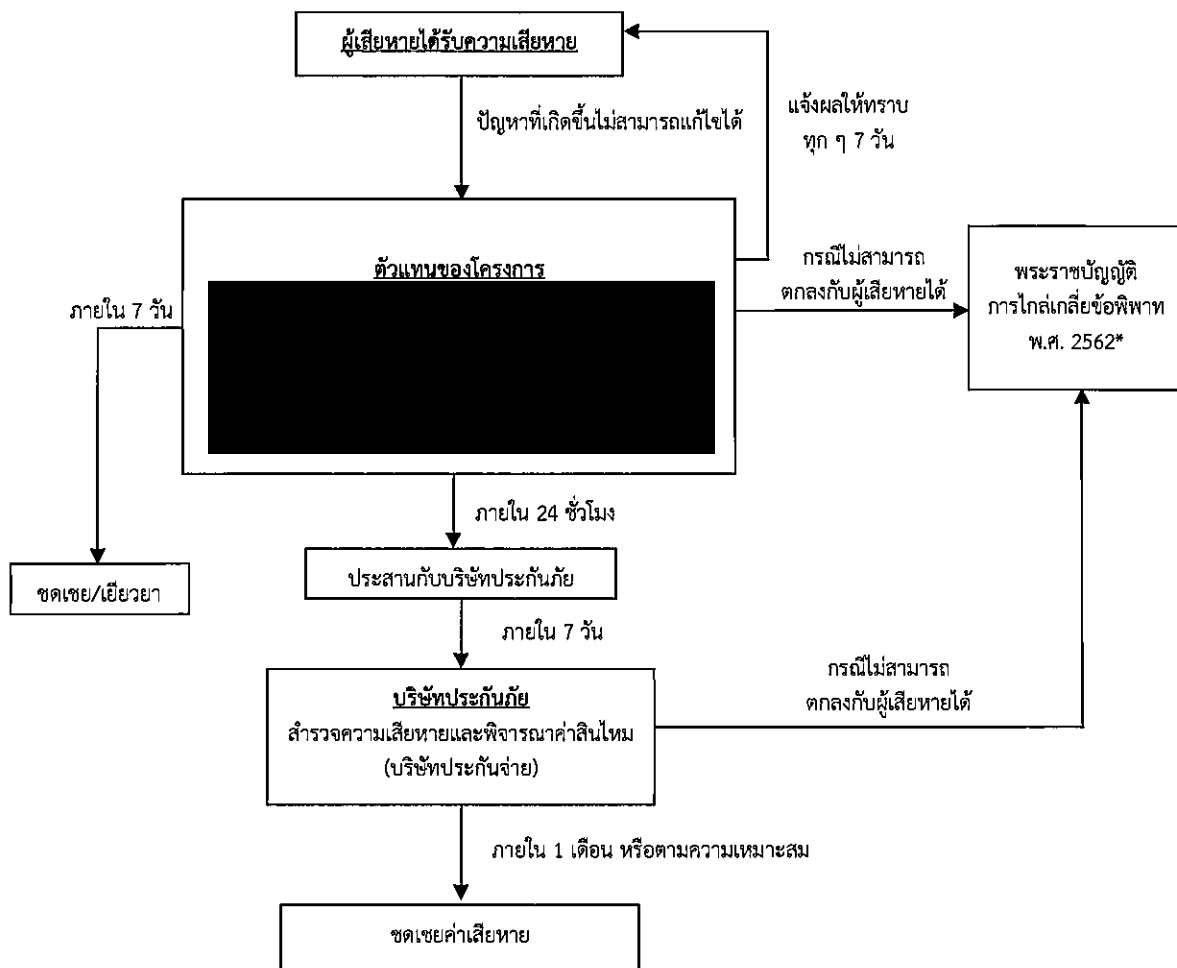 ผู้เสียหายได้รับความเสียหาย
ปัญหาที่เกิดขึ้นไม่สามารถแก้ไขได้
แจ้งผลให้ทราบ
ทุก ๆ 7 วัน
ตัวแทนของโครงการ
ภายใน 7 วัน
กรณีไม่สามารถ
ตกลงกับผู้เสียหายได้
พระราชบัญญัติ
การไกล่เกลี่ยข้อพิพาท
พ.ศ. 2562*
ภายใน 24 ชั่วโมง
ชดเชย/เยียวยา
ประสานกับบริษัทประกันภัย
ภายใน 7 วัน
บริษัทประกันภัย
สำรวจความเสียหายและพิจารณาค่าสินไหม
(บริษัทประกันจ่าย)
กรณีไม่สามารถ
ตกลงกับผู้เสียหายได้
ภายใน 1 เดือน หรือตามความเหมาะสม
ชดเชยค่าเสียหาย